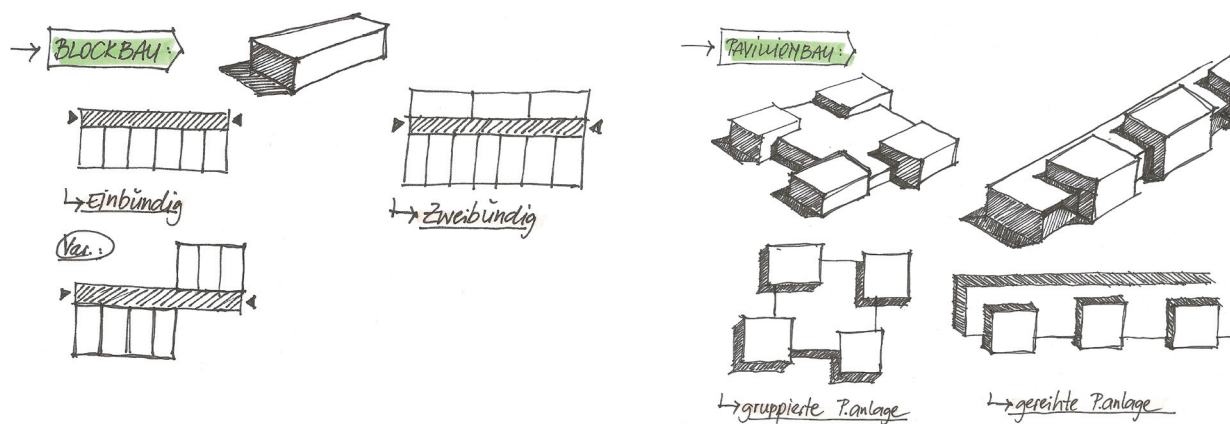 → BLOCKBAU:
↳ Einbündig
↳ Zweibündig
Var.:
→ PAVILLIONBAU:
↳ gruppierte P.anlage
↳ gereihte P.anlage